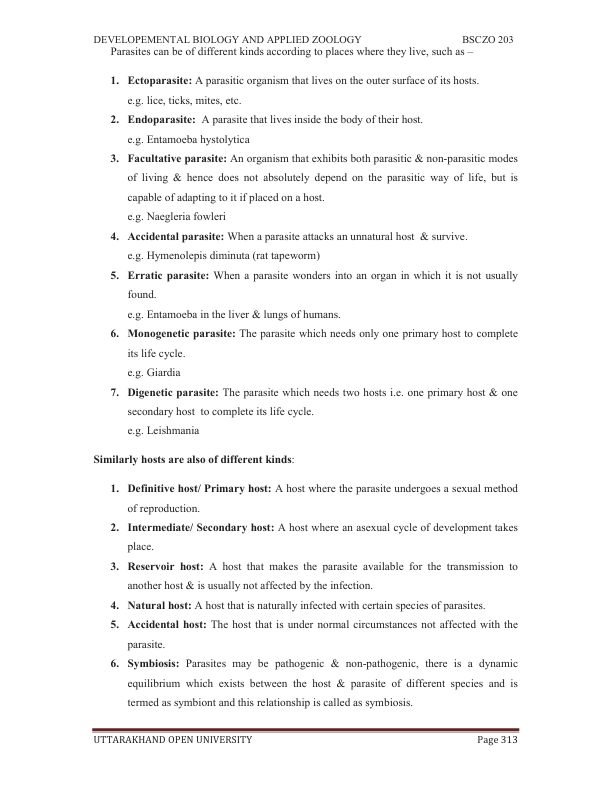 DEVELOPEMENTAL BIOLOGY AND APPLIED ZOOLOGY BSCZO 203
Parasites can be of different kinds according to places where they live, such as –
1. Ectoparasite: A parasitic organism that lives on the outer surface of its hosts.
e.g. lice, ticks, mites, etc.
2. Endoparasite: A parasite that lives inside the body of their host.
e.g. Entamoeba hystolytica
3. Facultative parasite: An organism that exhibits both parasitic & non-parasitic modes
of living & hence does not absolutely depend on the parasitic way of life, but is
capable of adapting to it if placed on a host.
e.g. Naegleria fowleri
4. Accidental parasite: When a parasite attacks an unnatural host & survive.
e.g. Hymenolepis diminuta (rat tapeworm)
5. Erratic parasite: When a parasite wonders into an organ in which it is not usually
found.
e.g. Entamoeba in the liver & lungs of humans.
6. Monogenetic parasite: The parasite which needs only one primary host to complete
its life cycle.
e.g. Giardia
7. Digenetic parasite: The parasite which needs two hosts i.e. one primary host & one
secondary host to complete its life cycle.
e.g. Leishmania
Similarly hosts are also of different kinds:
1. Definitive host/ Primary host: A host where the parasite undergoes a sexual method
of reproduction.
2. Intermediate/ Secondary host: A host where an asexual cycle of development takes
place.
3. Reservoir host: A host that makes the parasite available for the transmission to
another host & is usually not affected by the infection.
4. Natural host: A host that is naturally infected with certain species of parasites.
5. Accidental host: The host that is under normal circumstances not affected with the
parasite.
6. Symbiosis: Parasites may be pathogenic & non-pathogenic, there is a dynamic
equilibrium which exists between the host & parasite of different species and is
termed as symbiont and this relationship is called as symbiosis.
UTTARAKHAND OPEN UNIVERSITY Page 313